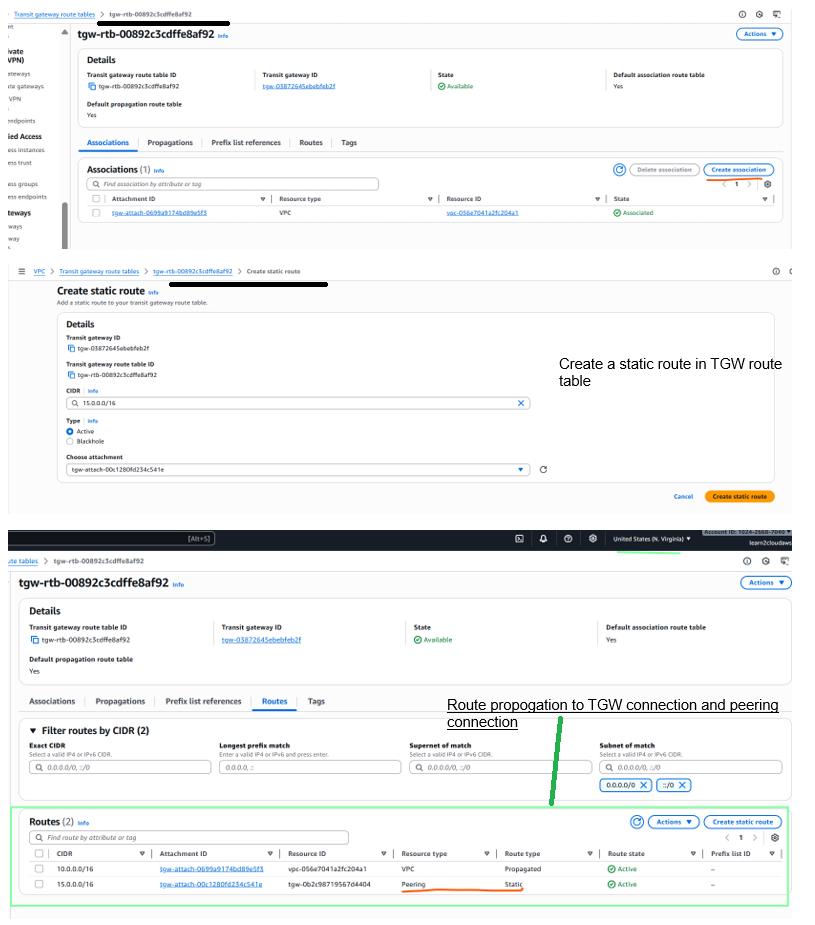 Transit gateway route tables > tgw-rtb-00892c3cdffe8af92
tgw-rtb-00892c3cdffe8af92 Info
Actions
Details
Transit gateway route table ID
tgw-rtb-00892c3cdffe8af92
Transit gateway ID
tgw-03872645ebebfeb2f
State
Available
Default association route table
Yes
Default propagation route table
Yes
ivate
VPN)
ateways
te gateways
VPN
endpoints
ied Access
ess instances
ess trust
ess groups
ess endpoints
teways
ways
way
Associations Propagations Prefix list references Routes Tags
Associations (1) Info
Delete association Create association
Find association by attribute or tag
1
Attachment ID Resource type Resource ID State
tgw-attach-0699a9174bd89e5f3 VPC vpc-056e7041a2fc204a1 Associated
VPC > Transit gateway route tables > tgw-rtb-00892c3cdffe8af92 > Create static route
Create static route Info
Add a static route to your transit gateway route table.
Details
Transit gateway ID
tgw-03872645ebebfeb2f
Transit gateway route table ID
tgw-rtb-00892c3cdffe8af92
CIDR Info
15.0.0.0/16
Type Info
Active
Blackhole
Choose attachment
tgw-attach-00c1280fd234c541e
Cancel Create static route
Create a static route in TGW route
table
[Alt+S]
United States (N. Virginia)
learn2cloudaws
ute tables > tgw-rtb-00892c3cdffe8af92
tgw-rtb-00892c3cdffe8af92 Info
Actions
Details
Transit gateway route table ID
tgw-rtb-00892c3cdffe8af92
Transit gateway ID
tgw-03872645ebebfeb2f
State
Available
Default association route table
Yes
Default propagation route table
Yes
Associations Propagations Prefix list references Routes Tags
Route propogation to TGW connection and peering
connection
Filter routes by CIDR (2)
Exact CIDR
Select a valid IP4 or IPv6 CIDR.
0.0.0.0/0, ::/0
Longest prefix match
Enter a valid IP4 or IPv6 and press enter.
0.0.0.0, ::
Supernet of match
Select a valid IP4 or IPv6 CIDR.
0.0.0.0/0, ::/0
Subnet of match
Select a valid IP4 or IPv6 CIDR.
0.0.0.0/0, ::/0
0.0.0.0/0 ::/0
Routes (2) Info
Actions Create static route
Find route by attribute or tag
1
CIDR Attachment ID Resource ID Resource type Route type Route state Prefix list ID
10.0.0.0/16 tgw-attach-0699a9174bd89e5f3 vpc-056e7041a2fc204a1 VPC Propagated Active –
15.0.0.0/16 tgw-attach-00c1280fd234c541e tgw-0b2c98719567d4404 Peering Static Active –